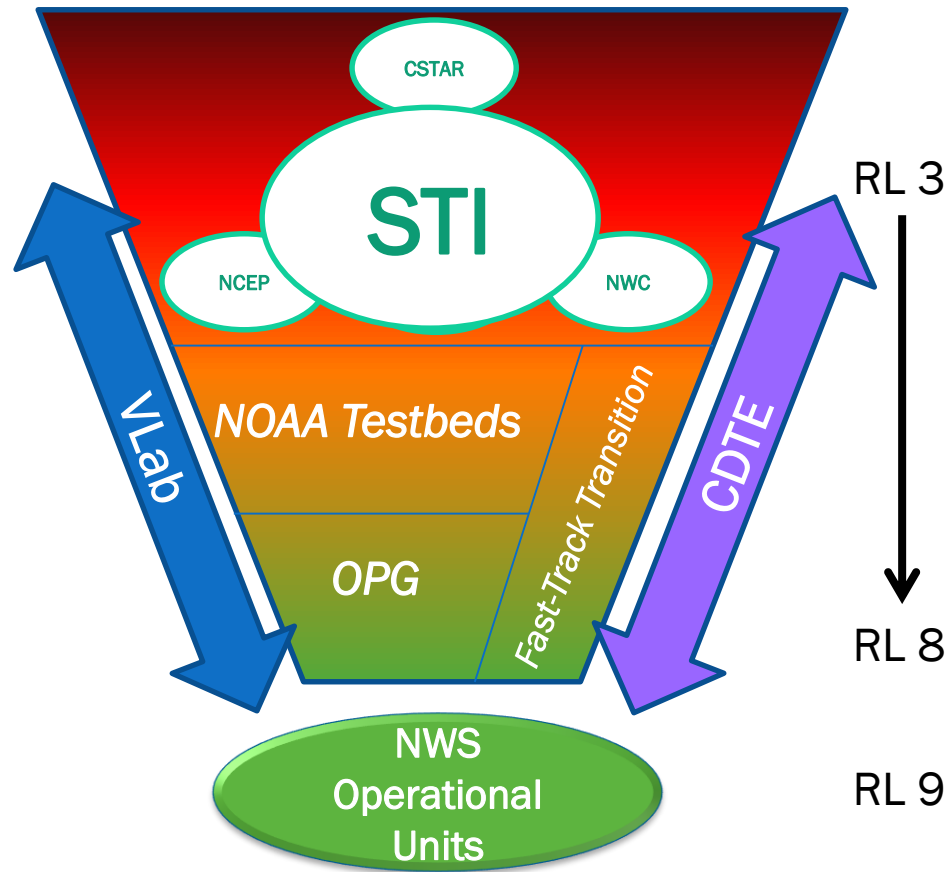 CSTAR
STI
RL 3
NCEP
NWC
VLab
NOAA Testbeds
Fast-Track Transition
CDTE
OPG
RL 8
NWS
Operational
Units
RL 9